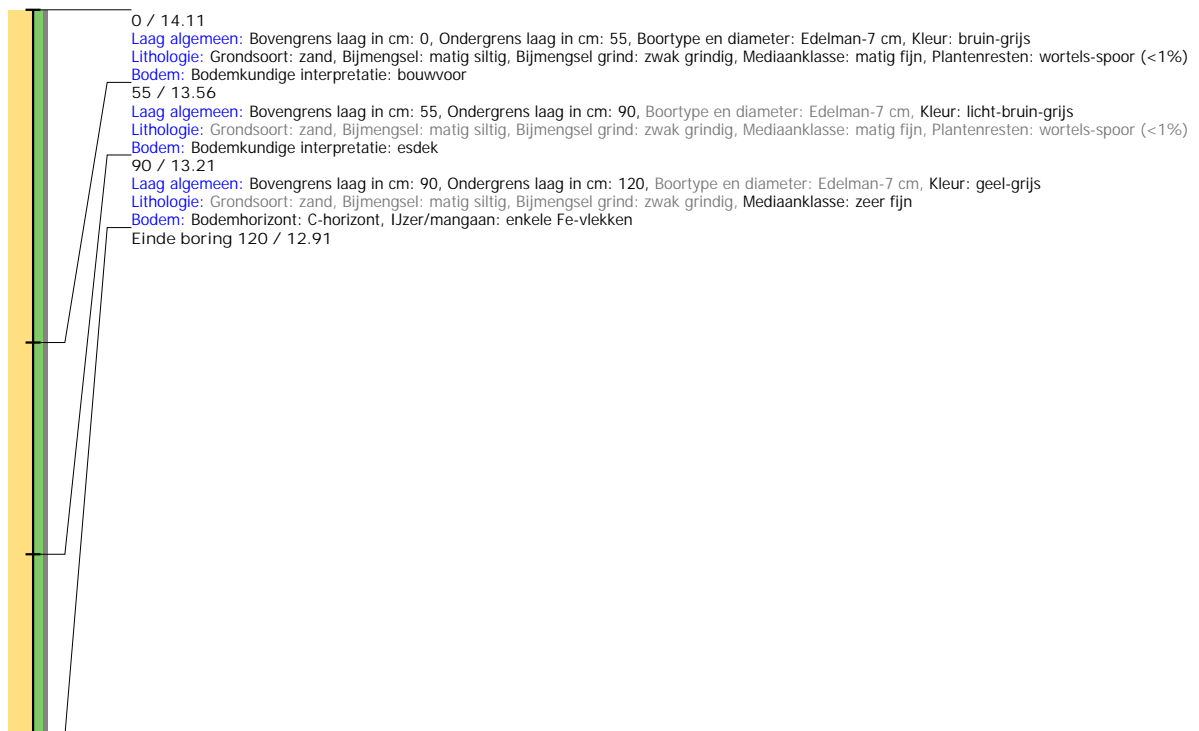 0 / 14.11
Laag algemeen: Bovengrens laag in cm: 0, Ondergrens laag in cm: 55, Boortype en diameter: Edelman-7 cm, Kleur: bruin-grijs
Lithologie: Grondsoort: zand, Bijmengsel: matig siltig, Bijmengsel grind: zwak grindig, Mediaanklasse: matig fijn, Plantenresten: wortels-spoor (<1%)
Bodem: Bodemkundige interpretatie: bouwvoor
55 / 13.56
Laag algemeen: Bovengrens laag in cm: 55, Ondergrens laag in cm: 90, Boortype en diameter: Edelman-7 cm, Kleur: licht-bruin-grijs
Lithologie: Grondsoort: zand, Bijmengsel: matig siltig, Bijmengsel grind: zwak grindig, Mediaanklasse: matig fijn, Plantenresten: wortels-spoor (<1%)
Bodem: Bodemkundige interpretatie: esdek
90 / 13.21
Laag algemeen: Bovengrens laag in cm: 90, Ondergrens laag in cm: 120, Boortype en diameter: Edelman-7 cm, Kleur: geel-grijs
Lithologie: Grondsoort: zand, Bijmengsel: matig siltig, Bijmengsel grind: zwak grindig, Mediaanklasse: zeer fijn
Bodem: Bodemhorizont: C-horizont, IJzer/mangaan: enkele Fe-vlekken
Einde boring 120 / 12.91